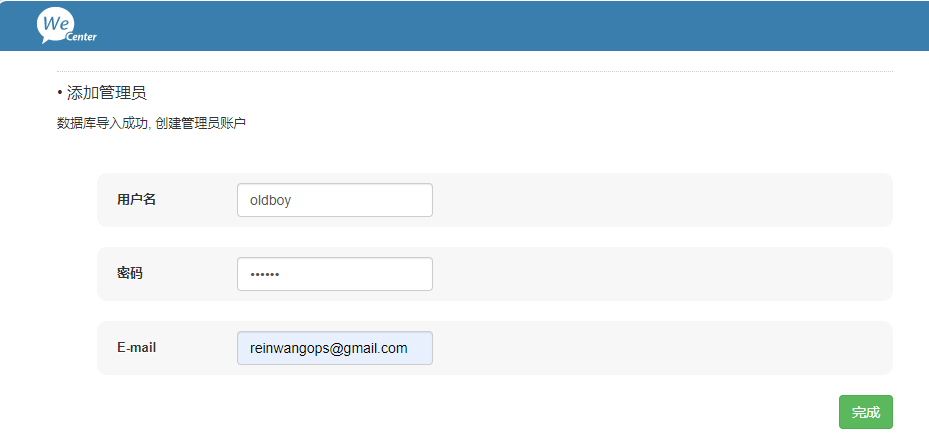 We
Center
• 添加管理员
数据库导入成功, 创建管理员账户
用户名 oldboy
密码 ••••••
E-mail reinwangops@gmail.com
完成